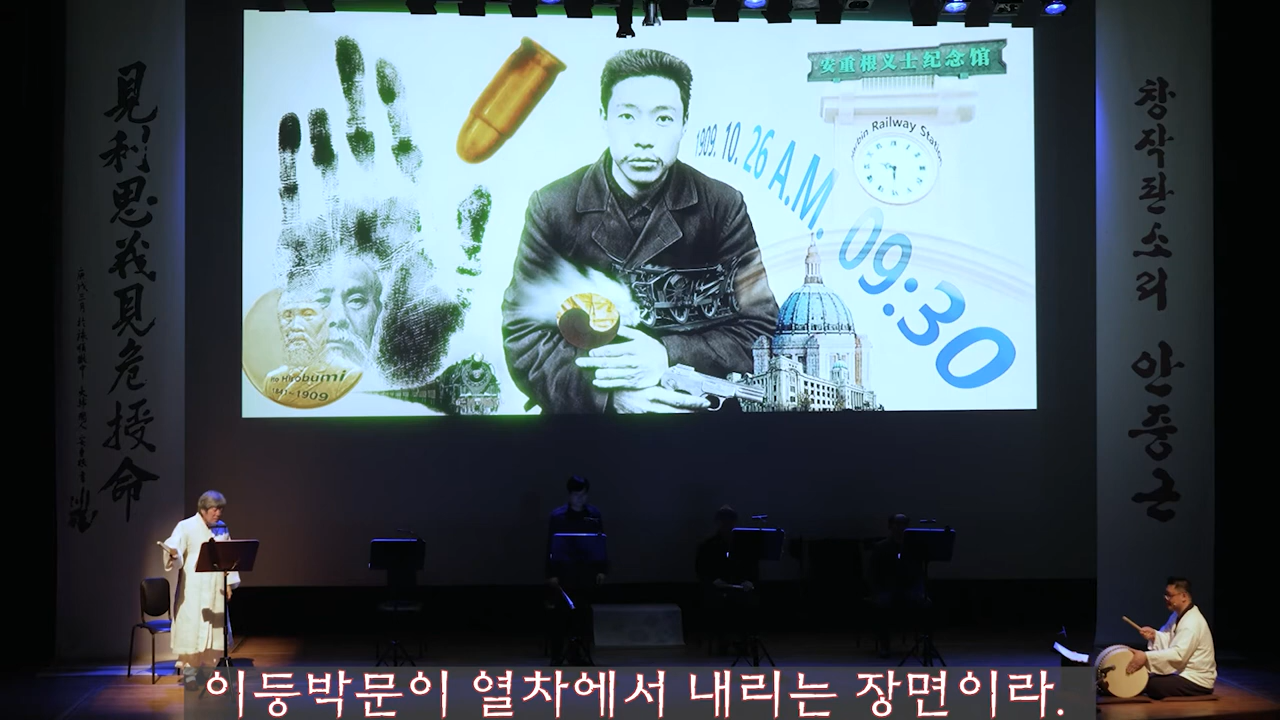 見利思義見危授命
창작판소리 안중근
安重根义士纪念馆
1909. 10. 26 A.M. 09:30
Railway Station
Hirobumi
1841~1909
이등박문이 열차에서 내리는 장면이라.